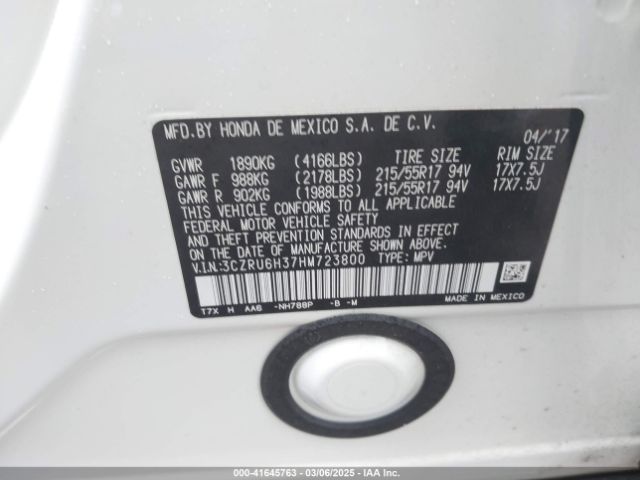 MFD.BY HONDA DE MEXICO S.A. DE C.V.
04/'17
GVWR 1890KG (4166LBS) TIRE SIZE RIM SIZE
GAWR F 988KG (2178LBS) 215/55R17 94V 17X7.5J
GAWR R 902KG (1988LBS) 215/55R17 94V 17X7.5J
THIS VEHICLE CONFORMS TO ALL APPLICABLE
FEDERAL MOTOR VEHICLE SAFETY
AND THEFT PREVENTION STANDARDS IN EFFECT
ON THE DATE OF MANUFACTURE SHOWN ABOVE.
V.I.N.:3CZRU6H37HM723800 TYPE: MPV
T7X H AA6 -NH788P -B -M
MADE IN MEXICO
00-41645763 - 03/06/2025 - IAA Inc.